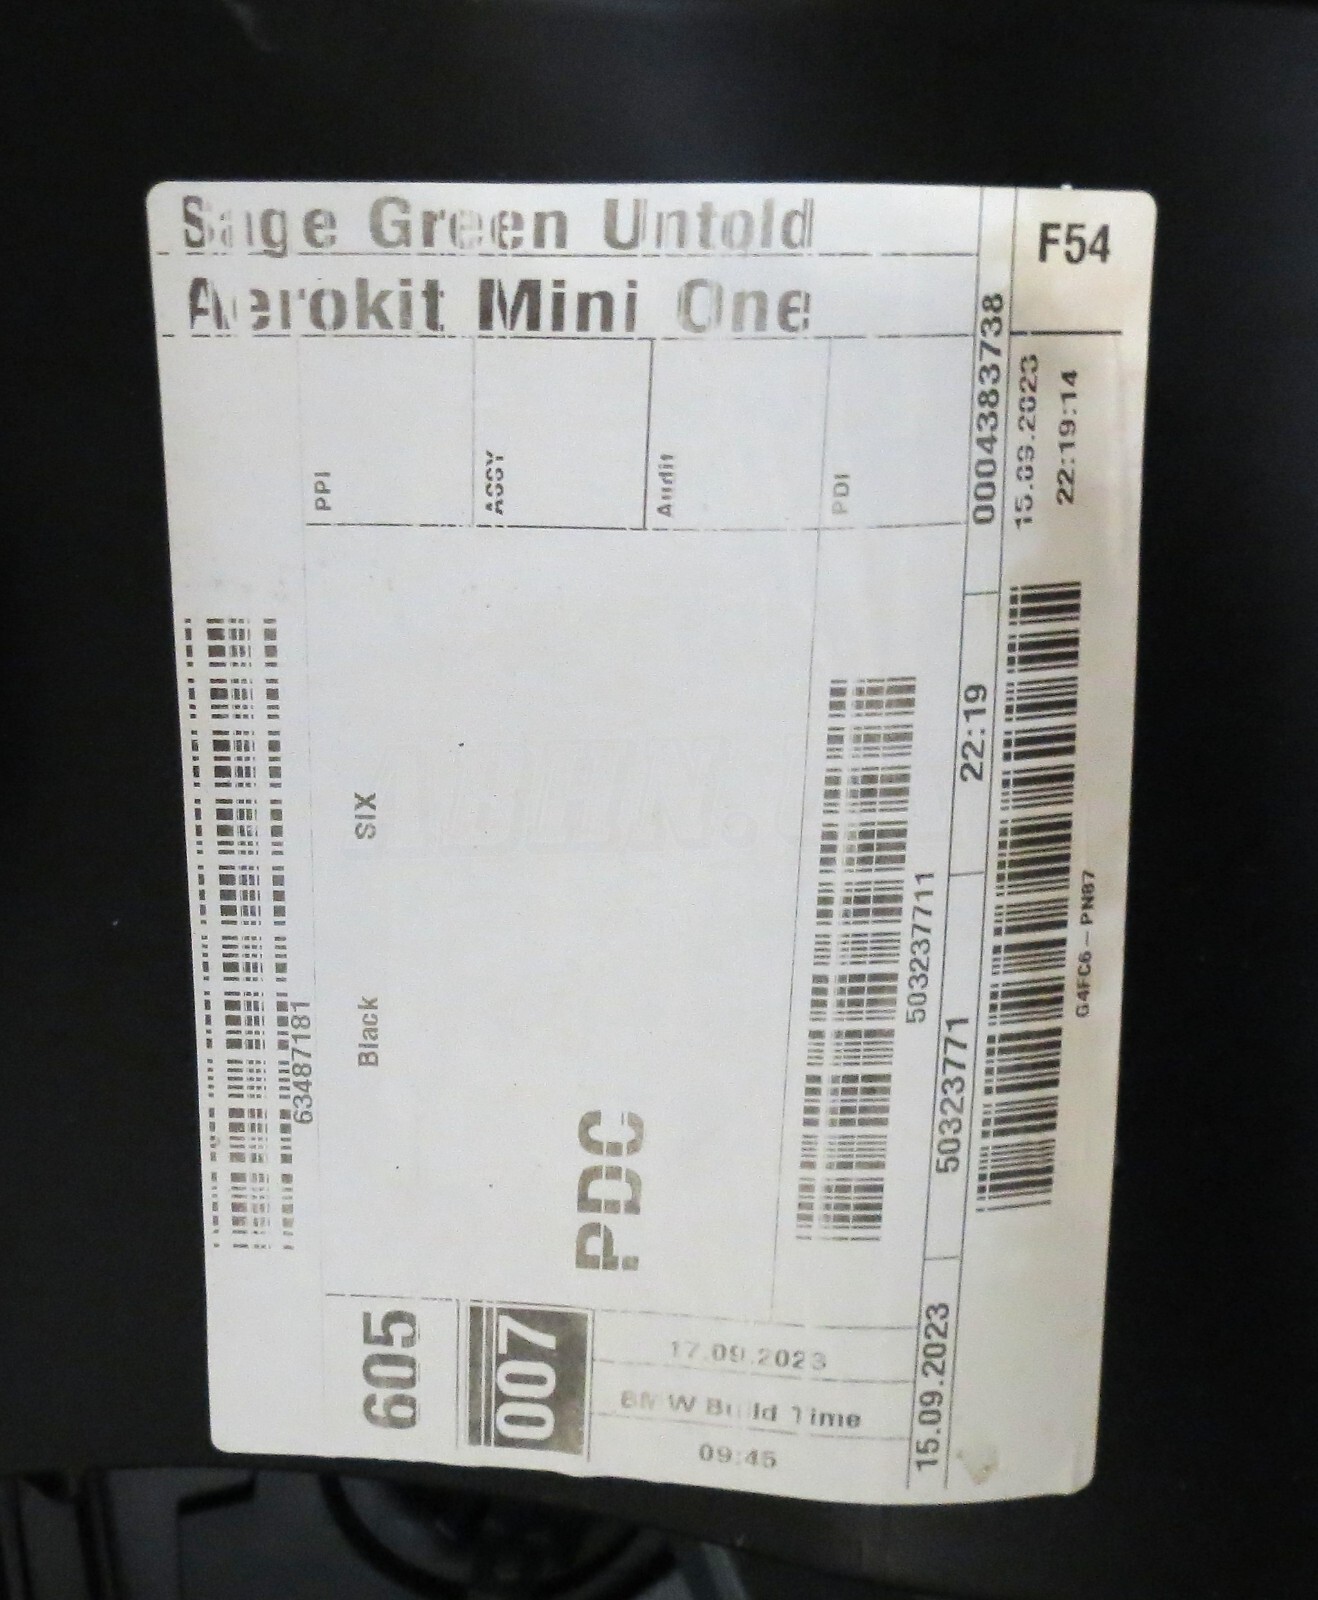 Sage Green Untold
Aerokit Mini One
F54
PPI
ASSY
Audit
PDI
0004383738
15.09.2023
22:19:14
63487181
Black SIX
PDC
503237711
50323771
22:19
G4FC6-PN87
605
007
17.09.2023
BMW Build Time
09:45
15.09.2023